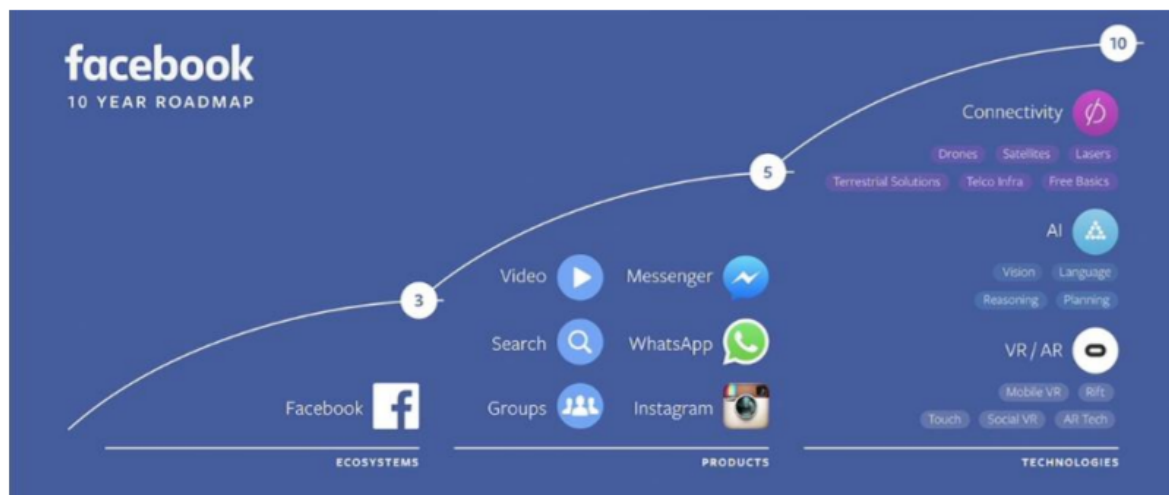 facebook
10 YEAR ROADMAP
3
5
10
Facebook
ECOSYSTEMS
Video
Messenger
Search
WhatsApp
Groups
Instagram
PRODUCTS
Connectivity
Drones Satellites Lasers
Terrestrial Solutions Telco Infra Free Basics
AI
Vision Language
Reasoning Planning
VR / AR
Mobile VR Rift
Touch Social VR AR Tech
TECHNOLOGIES